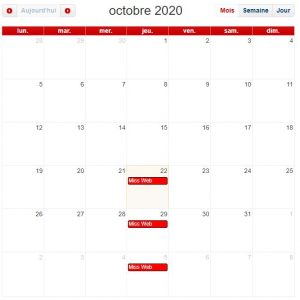 Aujourd'hui octobre 2020 Mois Semaine Jour
lun. mar. mer. jeu. ven. sam. dim.
28 29 30 1 2 3 4
5 6 7 8 9 10 11
12 13 14 15 16 17 18
19 20 21 22 23 24 25
Miss Web
26 27 28 29 30 31 1
Miss Web
2 3 4 5 6 7 8
Miss Web